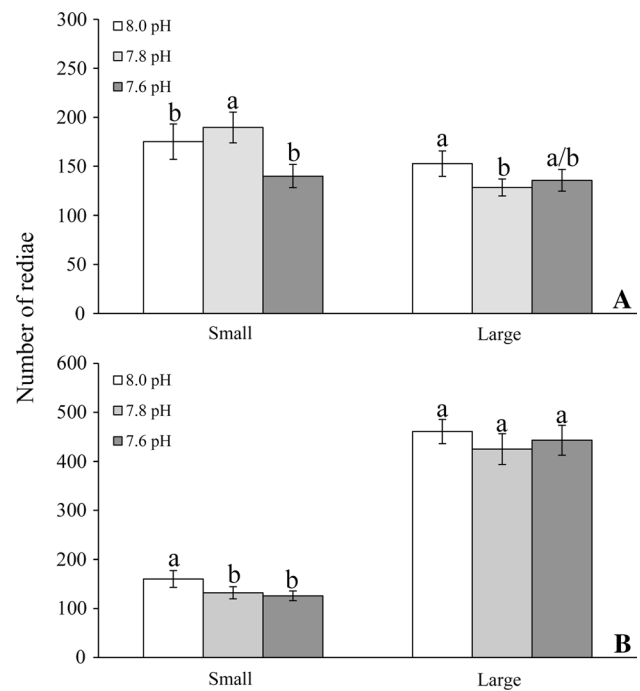 300
250
200
150
100
50
0
8.0 pH
7.8 pH
7.6 pH
b
a
b
a
b
a/b
A
Small
Large
Number of rediae
600
500
400
300
200
100
0
8.0 pH
7.8 pH
7.6 pH
a
b
b
a
a
a
B
Small
Large